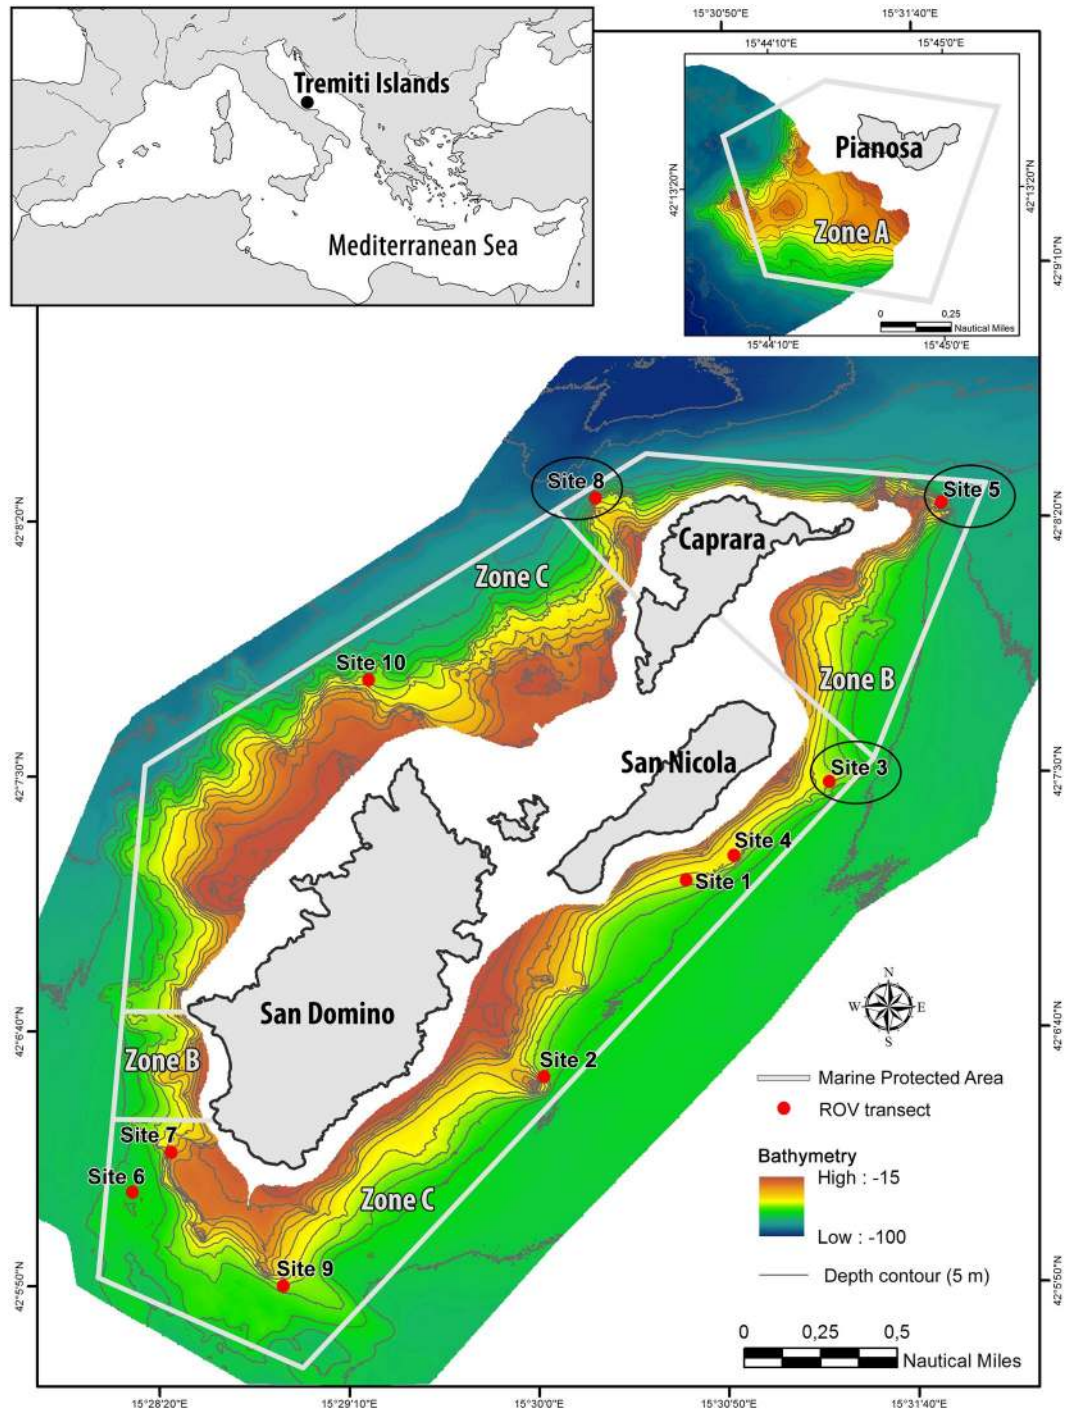 15°30'50"E
15°31'40"E
Tremiti Islands
Mediterranean Sea
15°44'10"E
15°45'0"E
42°13'20"N
42°13'20"N
Pianosa
Zone A
0
0,25
Nautical Miles
15°44'10"E
15°45'0"E
42°9'10"N
Site 8
Site 5
42°8'20"N
42°8'20"N
Caprara
Zone C
Site 10
Zone B
San Nicola
Site 3
42°7'30"N
42°7'30"N
Site 4
Site 1
San Domino
N
W
E
S
42°6'40"N
42°6'40"N
Zone B
Site 2
Marine Protected Area
ROV transect
Site 7
Site 6
Zone C
Bathymetry
High : -15
Low : -100
Site 9
Depth contour (5 m)
42°5'50"N
42°5'50"N
0
0,25
0,5
Nautical Miles
15°28'20"E
15°29'10"E
15°30'0"E
15°30'50"E
15°31'40"E